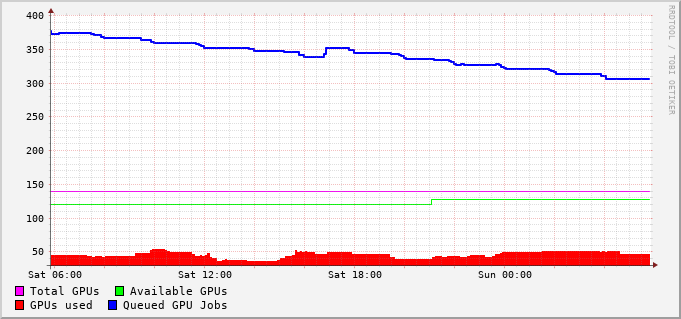 400
350
300
250
200
150
100
50
Sat 06:00 Sat 12:00 Sat 18:00 Sun 00:00
Total GPUs Available GPUs
GPUs used Queued GPU Jobs
RRDTOOL / TOBI OETIKER